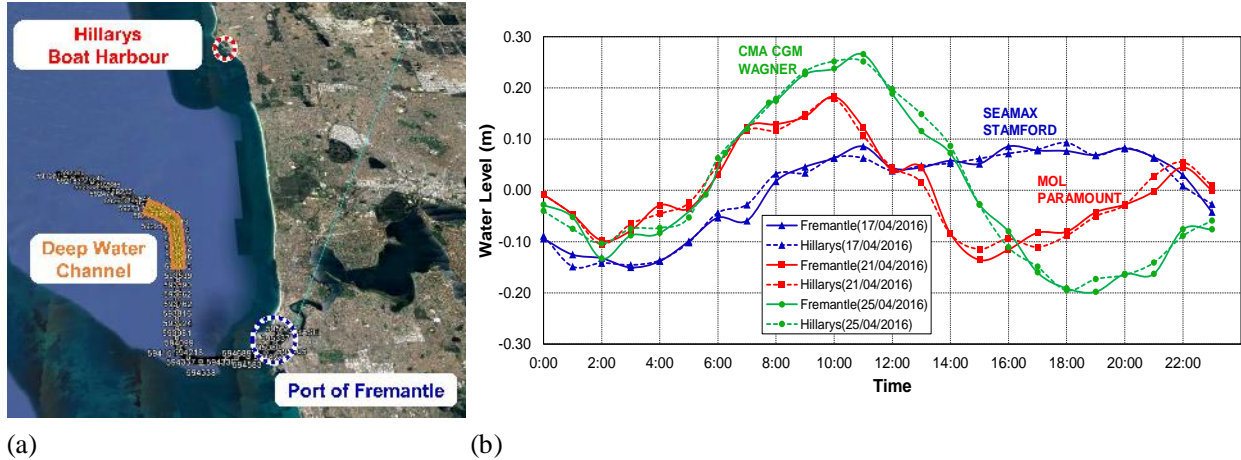 Hillarys
Boat Harbour
Deep Water
Channel
Port of Fremantle
(a)
0.30
0.20
0.10
0.00
-0.10
-0.20
-0.30
Water Level (m)
CMA CGM
WAGNER
SEAMAX
STAMFORD
MOL
PARAMOUNT
Fremantle(17/04/2016)
Hillarys(17/04/2016)
Fremantle(21/04/2016)
Hillarys(21/04/2016)
Fremantle(25/04/2016)
Hillarys(25/04/2016)
0:00 2:00 4:00 6:00 8:00 10:00 12:00 14:00 16:00 18:00 20:00 22:00
Time
(b)